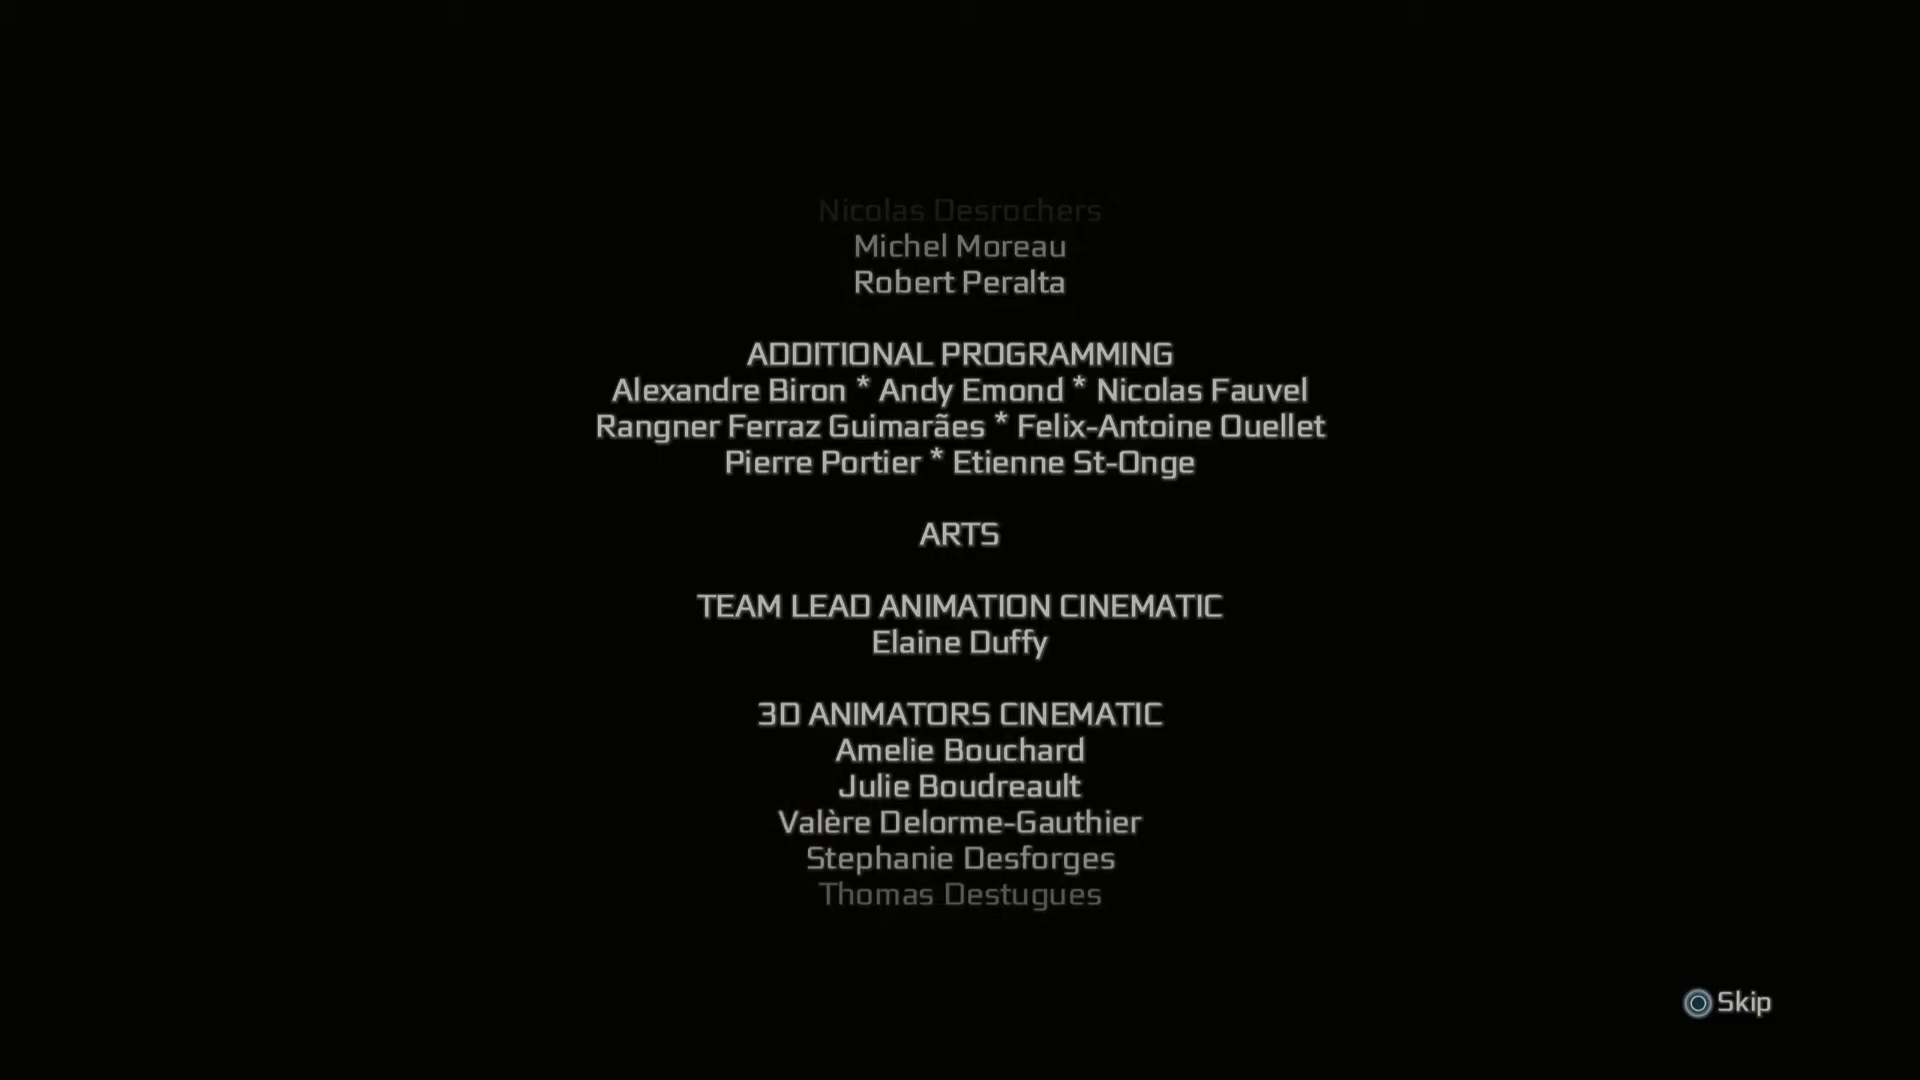 Nicolas Desrochers
Michel Moreau
Robert Peralta
ADDITIONAL PROGRAMMING
Alexandre Biron * Andy Emond * Nicolas Fauvel
Rangner Ferraz Guimarães * Felix-Antoine Ouellet
Pierre Portier * Etienne St-Onge
ARTS
TEAM LEAD ANIMATION CINEMATIC
Elaine Duffy
3D ANIMATORS CINEMATIC
Amelie Bouchard
Julie Boudreault
Valère Delorme-Gauthier
Stephanie Desforges
Thomas Destugues
Skip